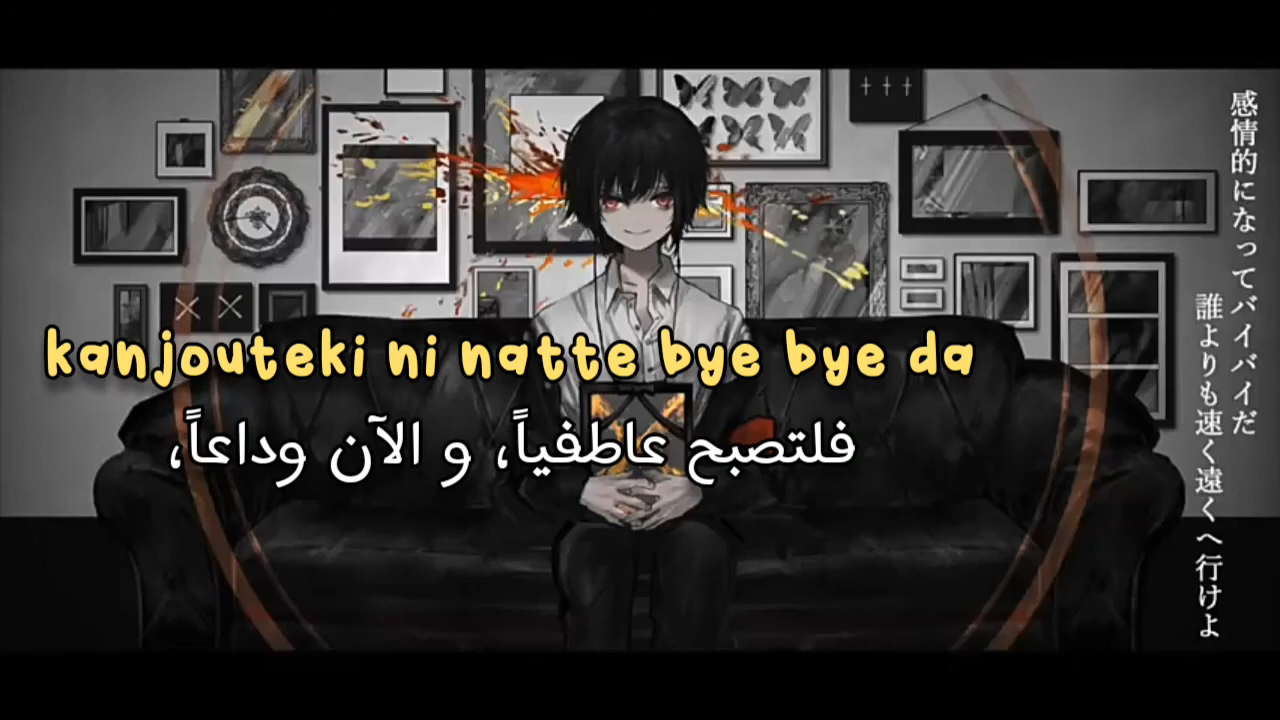 感情的になってバイバイだ
誰よりも速く遠くへ行けよ
kanjouteki ni natte bye bye da
فلتصبح عاطفياً، و الآن وداعاً،